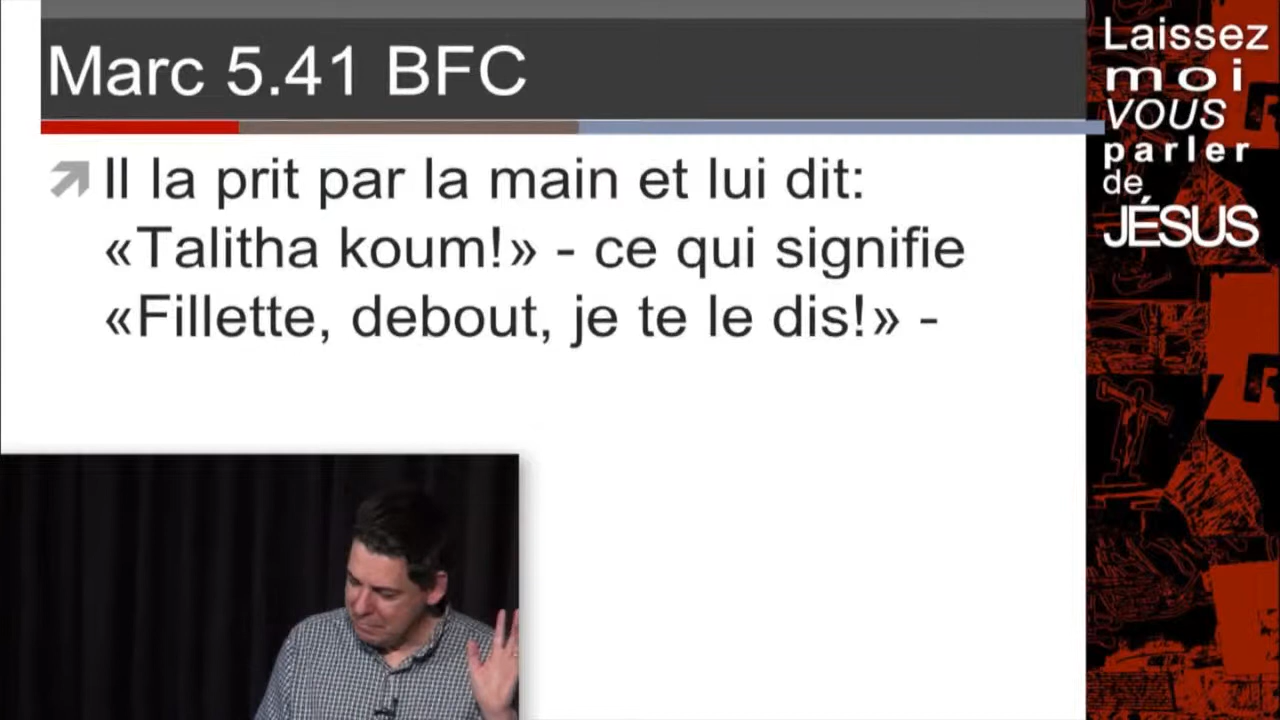 Marc 5.41 BFC
Il la prit par la main et lui dit:
«Talitha koum!» - ce qui signifie
«Fillette, debout, je te le dis!» -
Laissez
moi
VOUS
parler
de
JÉSUS